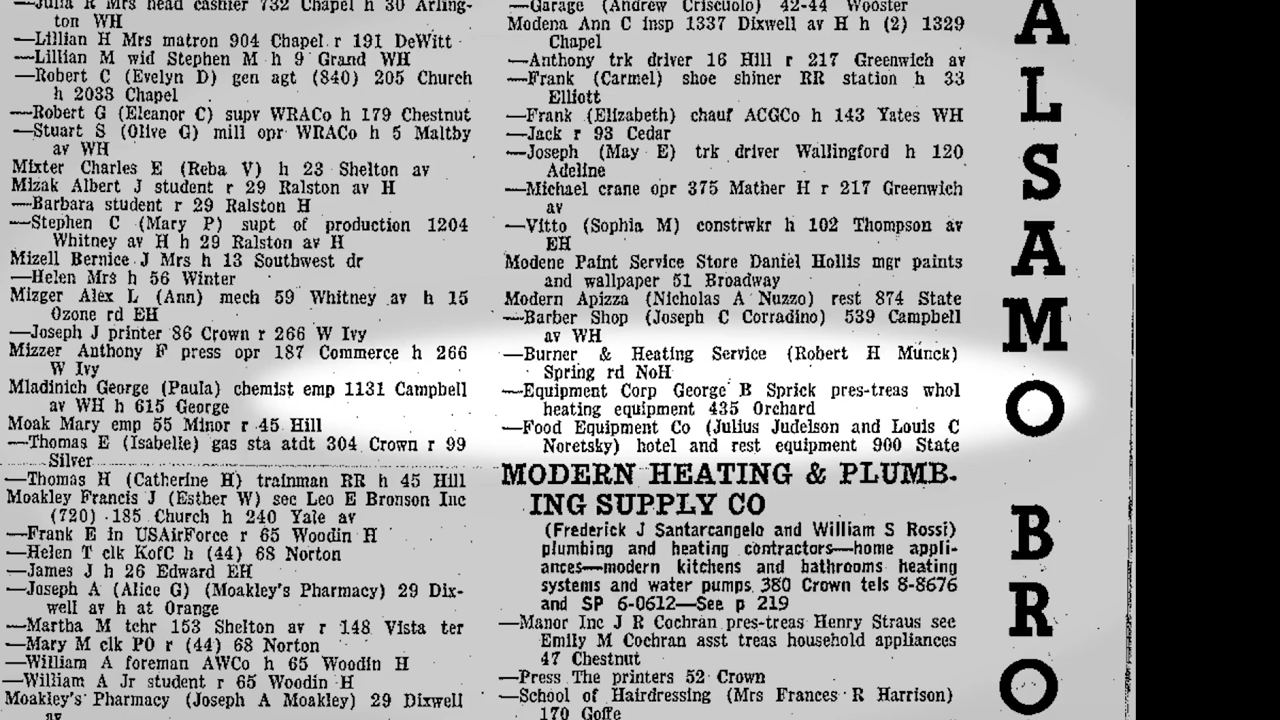 —Julia R Mrs head cashier 732 Chapel h 30 Arling-
ton WH
—Lillian H Mrs matron 904 Chapel r 191 DeWitt
—Lillian M wid Stephen M h 9 Grand WH
—Robert C (Evelyn D) gen agt (840) 205 Church
h 2033 Chapel
—Robert G (Eleanor C) supv WRACo h 179 Chestnut
—Stuart S (Olive G) mill opr WRACo h 5 Maltby
av WH
Mixter Charles E (Reba V) h 23 Shelton av
Mizak Albert J student r 29 Ralston av H
—Barbara student r 29 Ralston H
—Stephen C (Mary P) supt of production 1204
Whitney av H h 29 Ralston av H
Mizell Bernice J Mrs h 13 Southwest dr
—Helen Mrs h 56 Winter
Mizger Alex L (Ann) mech 59 Whitney av h 15
Ozone rd EH
—Joseph J printer 86 Crown r 266 W Ivy
Mizzer Anthony F press opr 187 Commerce h 266
W Ivy
Mladinich George (Paula) chemist emp 1131 Campbell
av WH h 615 George
Moak Mary emp 55 Minor r 45 Hill
—Thomas E (Isabelle) gas sta atdt 304 Crown r 99
Silver
—Thomas H (Catherine H) trainman RR h 45 Hill
Moakley Francis J (Esther W) sec Leo E Bronson Inc
(720) 185 Church h 240 Yale av
—Frank E in USAirForce r 65 Woodin H
—Helen T clk KofC h (44) 68 Norton
—James J h 26 Edward EH
—Joseph A (Alice G) (Moakley's Pharmacy) 29 Dix-
well av h at Orange
—Martha M tchr 153 Shelton av r 148 Vista ter
—Mary M clk PO r (44) 68 Norton
—William A foreman AWCo h 65 Woodin H
—William A Jr student r 65 Woodin H
Moakley's Pharmacy (Joseph A Moakley) 29 Dixwell
av
—Garage (Andrew Criscuolo) 42-44 Wooster
Modena Ann C insp 1337 Dixwell av H h (2) 1329
Chapel
—Anthony trk driver 16 Hill r 217 Greenwich av
—Frank (Carmel) shoe shiner RR station h 33
Elliott
—Frank (Elizabeth) chauf ACGCo h 143 Yates WH
—Jack r 93 Cedar
—Joseph (May E) trk driver Wallingford h 120
Adeline
—Michael crane opr 375 Mather H r 217 Greenwich
av
—Vitto (Sophia M) constrwkr h 102 Thompson av
EH
Modene Paint Service Store Daniel Hollis mgr paints
and wallpaper 51 Broadway
Modern Apizza (Nicholas A Nuzzo) rest 874 State
—Barber Shop (Joseph C Corradino) 539 Campbell
av WH
—Burner & Heating Service (Robert H Munck)
Spring rd NoH
—Equipment Corp George B Sprick pres-treas whol
heating equipment 435 Orchard
—Food Equipment Co (Julius Judelson and Louis C
Noretsky) hotel and rest equipment 900 State
MODERN HEATING & PLUMB-
ING SUPPLY CO
(Frederick J Santarcangelo and William S Rossi)
plumbing and heating contractors—home appli-
ances—modern kitchens and bathrooms heating
systems and water pumps 380 Crown tels 8-8676
and SP 6-0612—See p 219
—Manor Inc J R Cochran pres-treas Henry Straus sec
Emily M Cochran asst treas household appliances
47 Chestnut
—Press The printers 52 Crown
—School of Hairdressing (Mrs Frances R Harrison)
170 Goffe
ALSAMO BRO